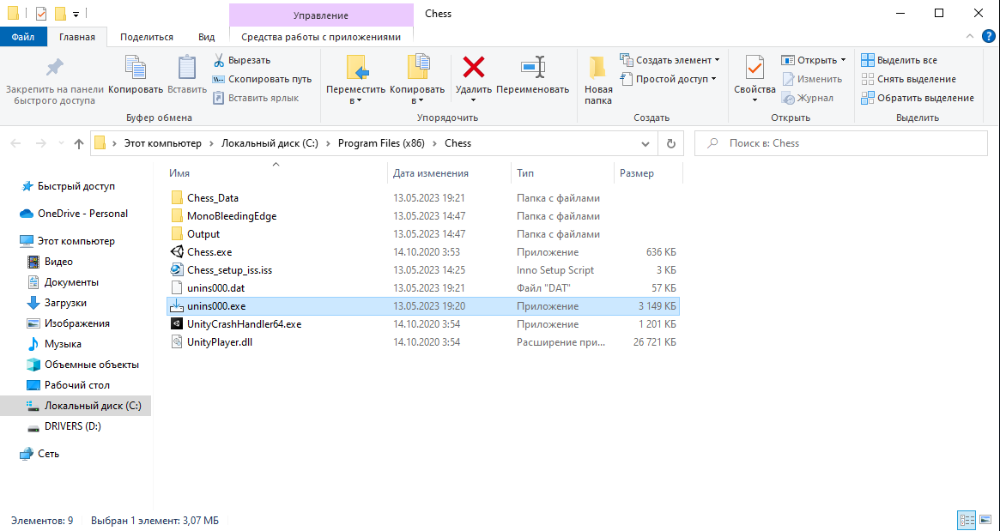 Управление
Chess
Файл
Главная
Поделиться
Вид
Средства работы с приложениями
?
Закрепить на панели быстрого доступа
Копировать
Вставить
Вырезать
Скопировать путь
Вставить ярлык
Буфер обмена
Переместить в
Копировать в
Удалить
Переименовать
Упорядочить
Новая папка
Создать элемент
Простой доступ
Создать
Свойства
Открыть
Изменить
Журнал
Открыть
Выделить все
Снять выделение
Обратить выделение
Выделить
Этот компьютер > Локальный диск (C:) > Program Files (x86) > Chess
Поиск в: Chess
Быстрый доступ
OneDrive - Personal
Этот компьютер
Видео
Документы
Загрузки
Изображения
Музыка
Объемные объекты
Рабочий стол
Локальный диск (C:)
DRIVERS (D:)
Сеть
Имя Дата изменения Тип Размер
Chess_Data 13.05.2023 19:21 Папка с файлами
MonoBleedingEdge 13.05.2023 14:47 Папка с файлами
Output 13.05.2023 14:47 Папка с файлами
Chess.exe 14.10.2020 3:53 Приложение 636 КБ
Chess_setup_iss.iss 13.05.2023 14:25 Inno Setup Script 3 КБ
unins000.dat 13.05.2023 19:21 Файл "DAT" 57 КБ
unins000.exe 13.05.2023 19:20 Приложение 3 149 КБ
UnityCrashHandler64.exe 14.10.2020 3:54 Приложение 1 201 КБ
UnityPlayer.dll 14.10.2020 3:54 Расширение при... 26 721 КБ
Элементов: 9 Выбран 1 элемент: 3,07 МБ